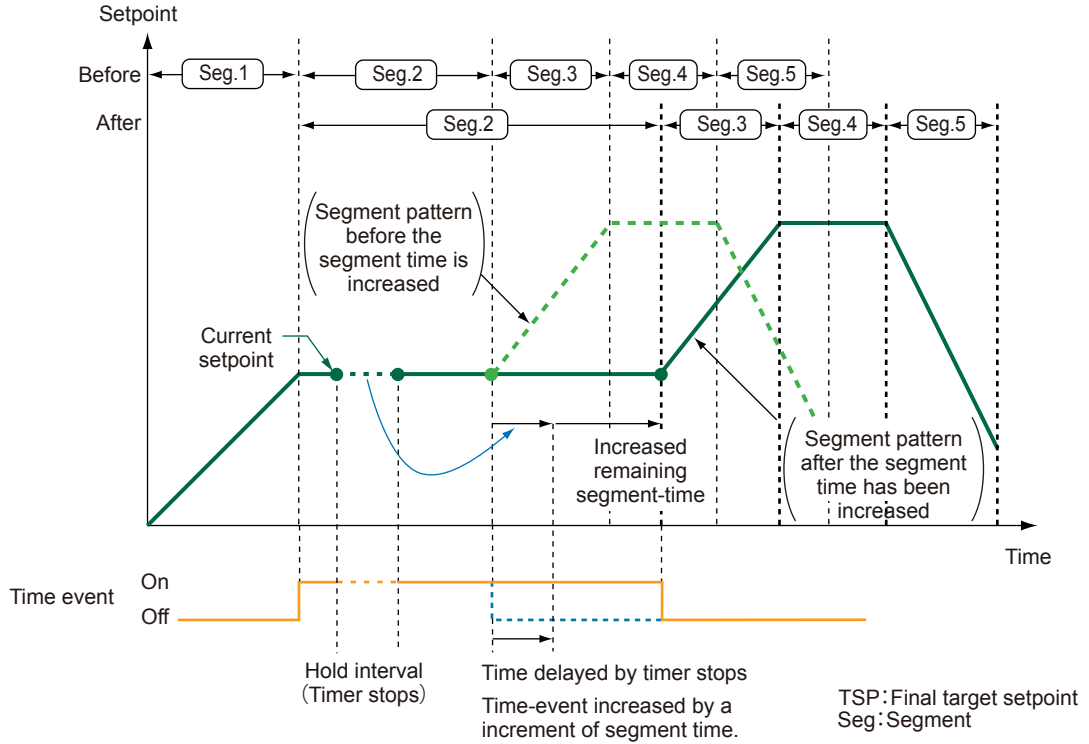 Setpoint
Before
Seg.1
Seg.2
Seg.3
Seg.4
Seg.5
After
Seg.2
Seg.3
Seg.4
Seg.5
Segment pattern
before the
segment time is
increased
Current
setpoint
Increased
remaining
segment-time
Segment pattern
after the segment
time has been
increased
Time
Time event
On
Off
Hold interval
(Timer stops)
Time delayed by timer stops
Time-event increased by a
increment of segment time.
TSP:Final target setpoint
Seg:Segment